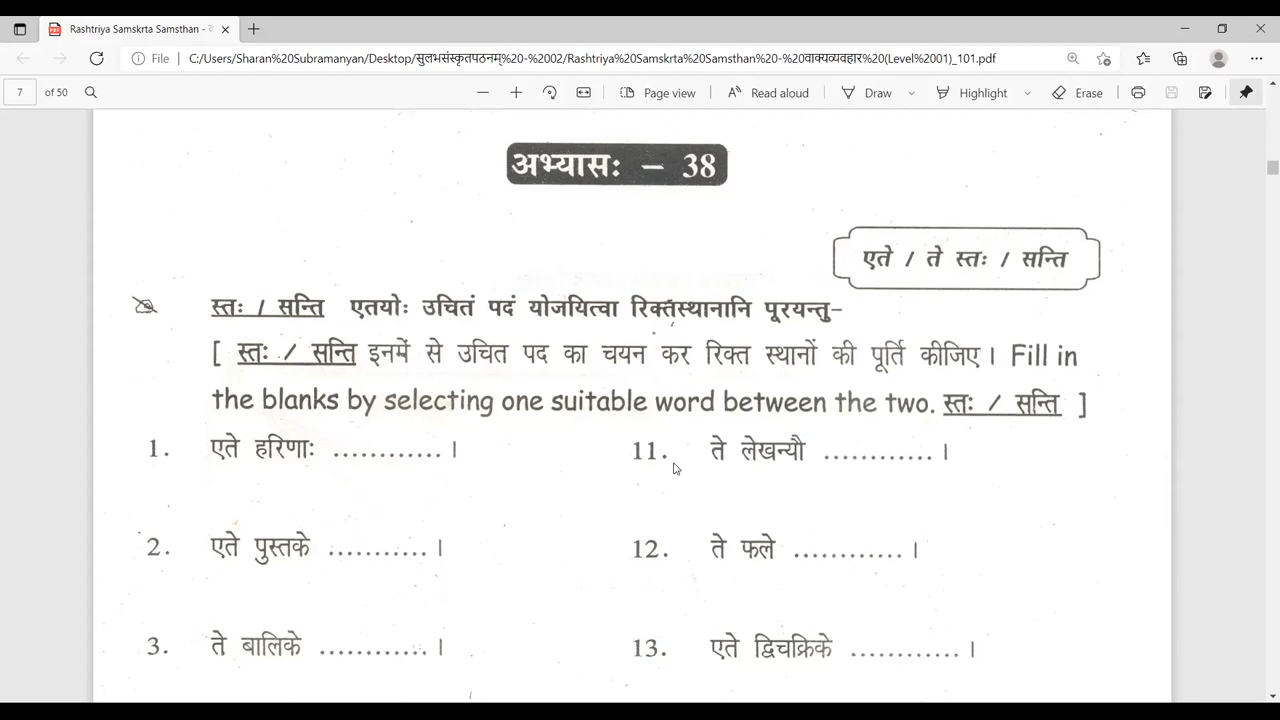 Rashtriya Samskrta Samsthan -
File C:/Users/Sharan%20Subramanyan/Desktop/सुलभसंस्कृतपठनम्%20-%2002/Rashtriya%20Samskrta%20Samsthan%20-%20वाक्यव्यवहार%20(Level%2001)_101.pdf
7 of 50 Page view Read aloud Draw Highlight Erase
अभ्यासः – 38
एते / ते स्तः / सन्ति
स्तः / सन्ति एतयोः उचितं पदं योजयित्वा रिक्तस्थानानि पूरयन्तु-
[ स्तः / सन्ति इनमें से उचित पद का चयन कर रिक्त स्थानों की पूर्ति कीजिए। Fill in
the blanks by selecting one suitable word between the two. स्तः / सन्ति ]
1. एते हरिणाः ............। 11. ते लेखन्यौ ............।
2. एते पुस्तके ...........। 12. ते फले ............।
3. ते बालिके ............। 13. एते द्विचक्रिके ............।